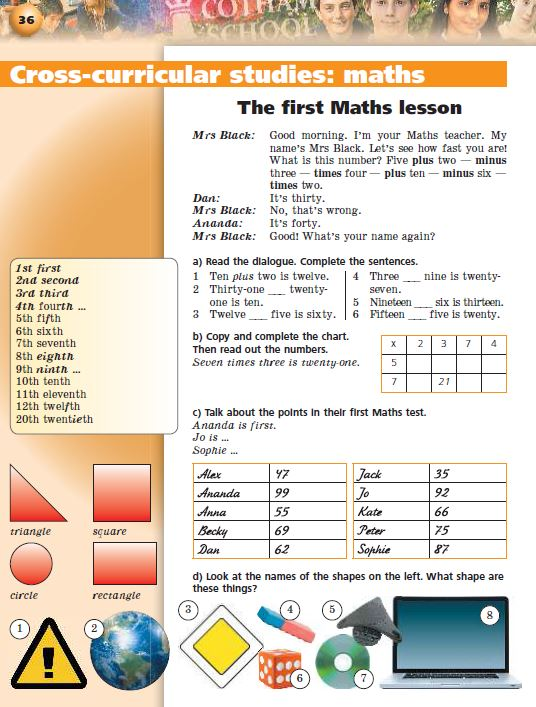 36
COTHAM
SCHOOL
Cross-curricular studies: maths
The first Maths lesson
Mrs Black: Good morning. I'm your Maths teacher. My
name's Mrs Black. Let's see how fast you are!
What is this number? Five plus two — minus
three — times four — plus ten — minus six —
times two.
Dan: It's thirty.
Mrs Black: No, that's wrong.
Ananda: It's forty.
Mrs Black: Good! What's your name again?
1st first
2nd second
3rd third
4th fourth ...
5th fifth
6th sixth
7th seventh
8th eighth
9th ninth ...
10th tenth
11th eleventh
12th twelfth
20th twentieth
triangle square
circle rectangle
a) Read the dialogue. Complete the sentences.
1 Ten plus two is twelve.
2 Thirty-one ___ twenty-
one is ten.
3 Twelve ___ five is sixty.
4 Three ___ nine is twenty-
seven.
5 Nineteen ___ six is thirteen.
6 Fifteen ___ five is twenty.
b) Copy and complete the chart.
Then read out the numbers.
Seven times three is twenty-one.
x 2 3 7 4
5
7 21
c) Talk about the points in their first Maths test.
Ananda is first.
Jo is ...
Sophie ...
Alex 47 Jack 35
Ananda 99 Jo 92
Anna 55 Kate 66
Becky 69 Peter 75
Dan 62 Sophie 87
d) Look at the names of the shapes on the left. What shape are
these things?
1
!
2
3
4
5
6
7
8